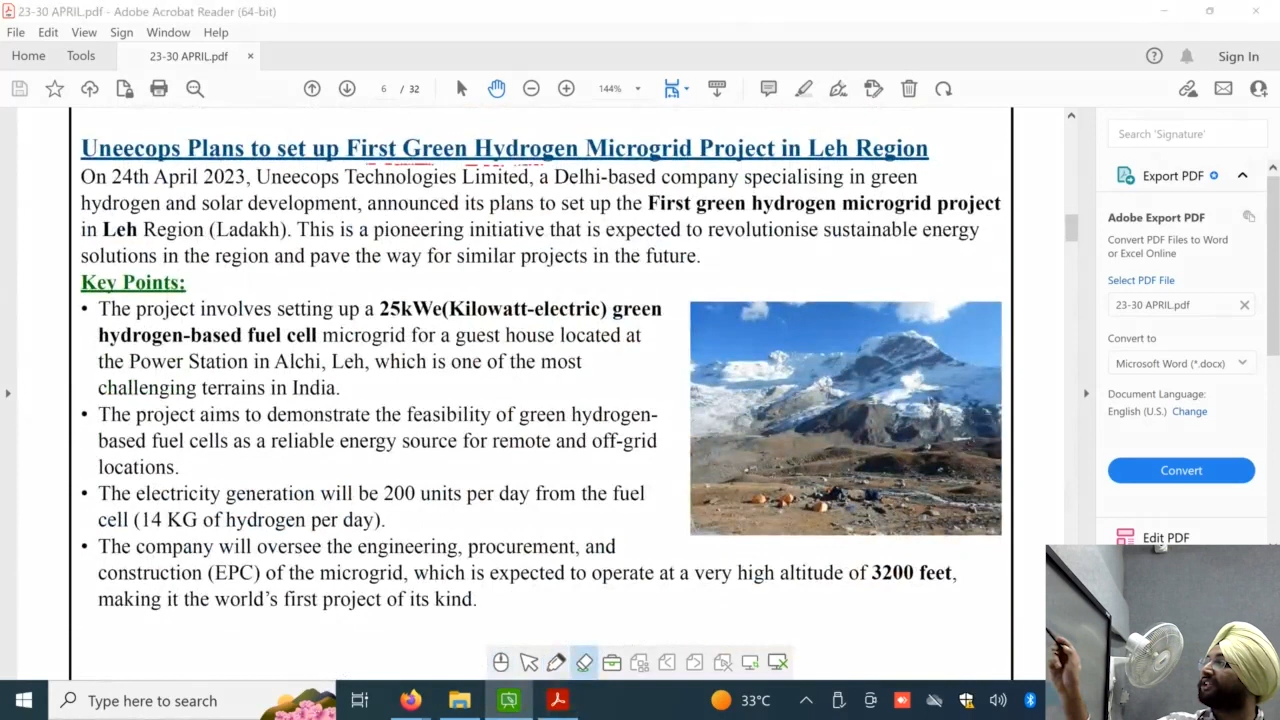 23-30 APRIL.pdf - Adobe Acrobat Reader (64-bit)
File Edit View Sign Window Help
Home Tools 23-30 APRIL.pdf × Sign In
6 / 32 144%
Uneecops Plans to set up First Green Hydrogen Microgrid Project in Leh Region
On 24th April 2023, Uneecops Technologies Limited, a Delhi-based company specialising in green
hydrogen and solar development, announced its plans to set up the First green hydrogen microgrid project
in Leh Region (Ladakh). This is a pioneering initiative that is expected to revolutionise sustainable energy
solutions in the region and pave the way for similar projects in the future.
Key Points:
• The project involves setting up a 25kWe(Kilowatt-electric) green
hydrogen-based fuel cell microgrid for a guest house located at
the Power Station in Alchi, Leh, which is one of the most
challenging terrains in India.
• The project aims to demonstrate the feasibility of green hydrogen-
based fuel cells as a reliable energy source for remote and off-grid
locations.
• The electricity generation will be 200 units per day from the fuel
cell (14 KG of hydrogen per day).
• The company will oversee the engineering, procurement, and
construction (EPC) of the microgrid, which is expected to operate at a very high altitude of 3200 feet,
making it the world's first project of its kind.
Search 'Signature'
Export PDF
Adobe Export PDF
Convert PDF Files to Word
or Excel Online
Select PDF File
23-30 APRIL.pdf
Convert to
Microsoft Word (*.docx)
Document Language:
English (U.S.) Change
Convert
Edit PDF
Type here to search
33°C